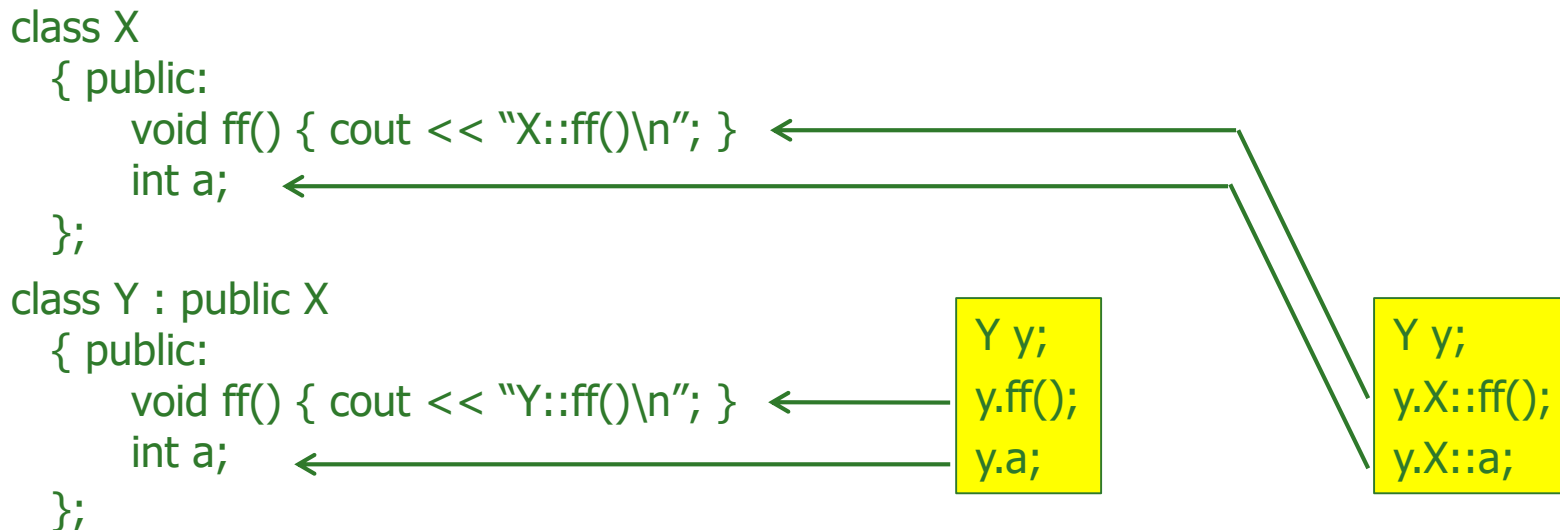 class X
{ public:
void ff() { cout << “X::ff()\n”; }
int a;
};
class Y : public X
{ public:
void ff() { cout << “Y::ff()\n”; }
int a;
};
Y y;
y.ff();
y.a;
Y y;
y.X::ff();
y.X::a;